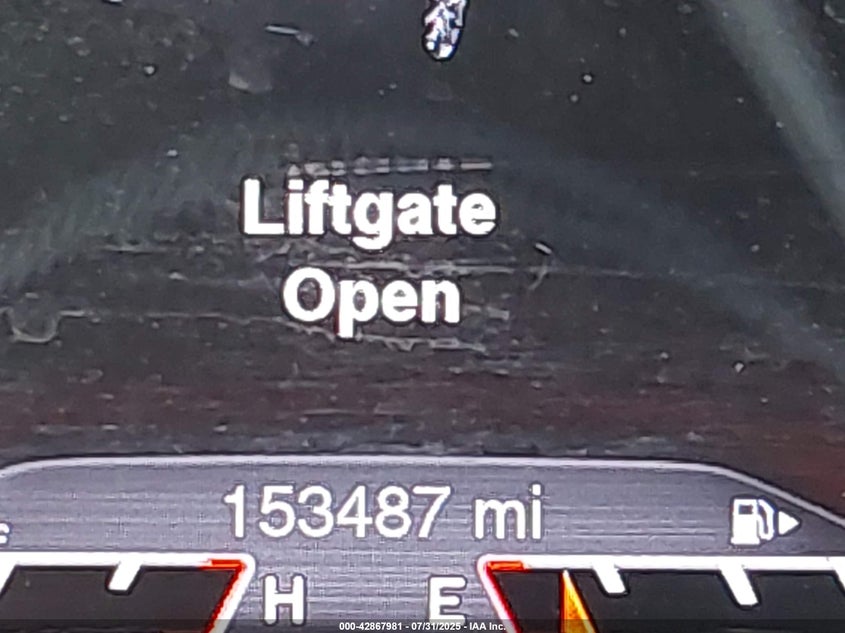 Liftgate
Open
153487 mi
H E
000-42867981 - 07/31/2025 - IAA Inc.